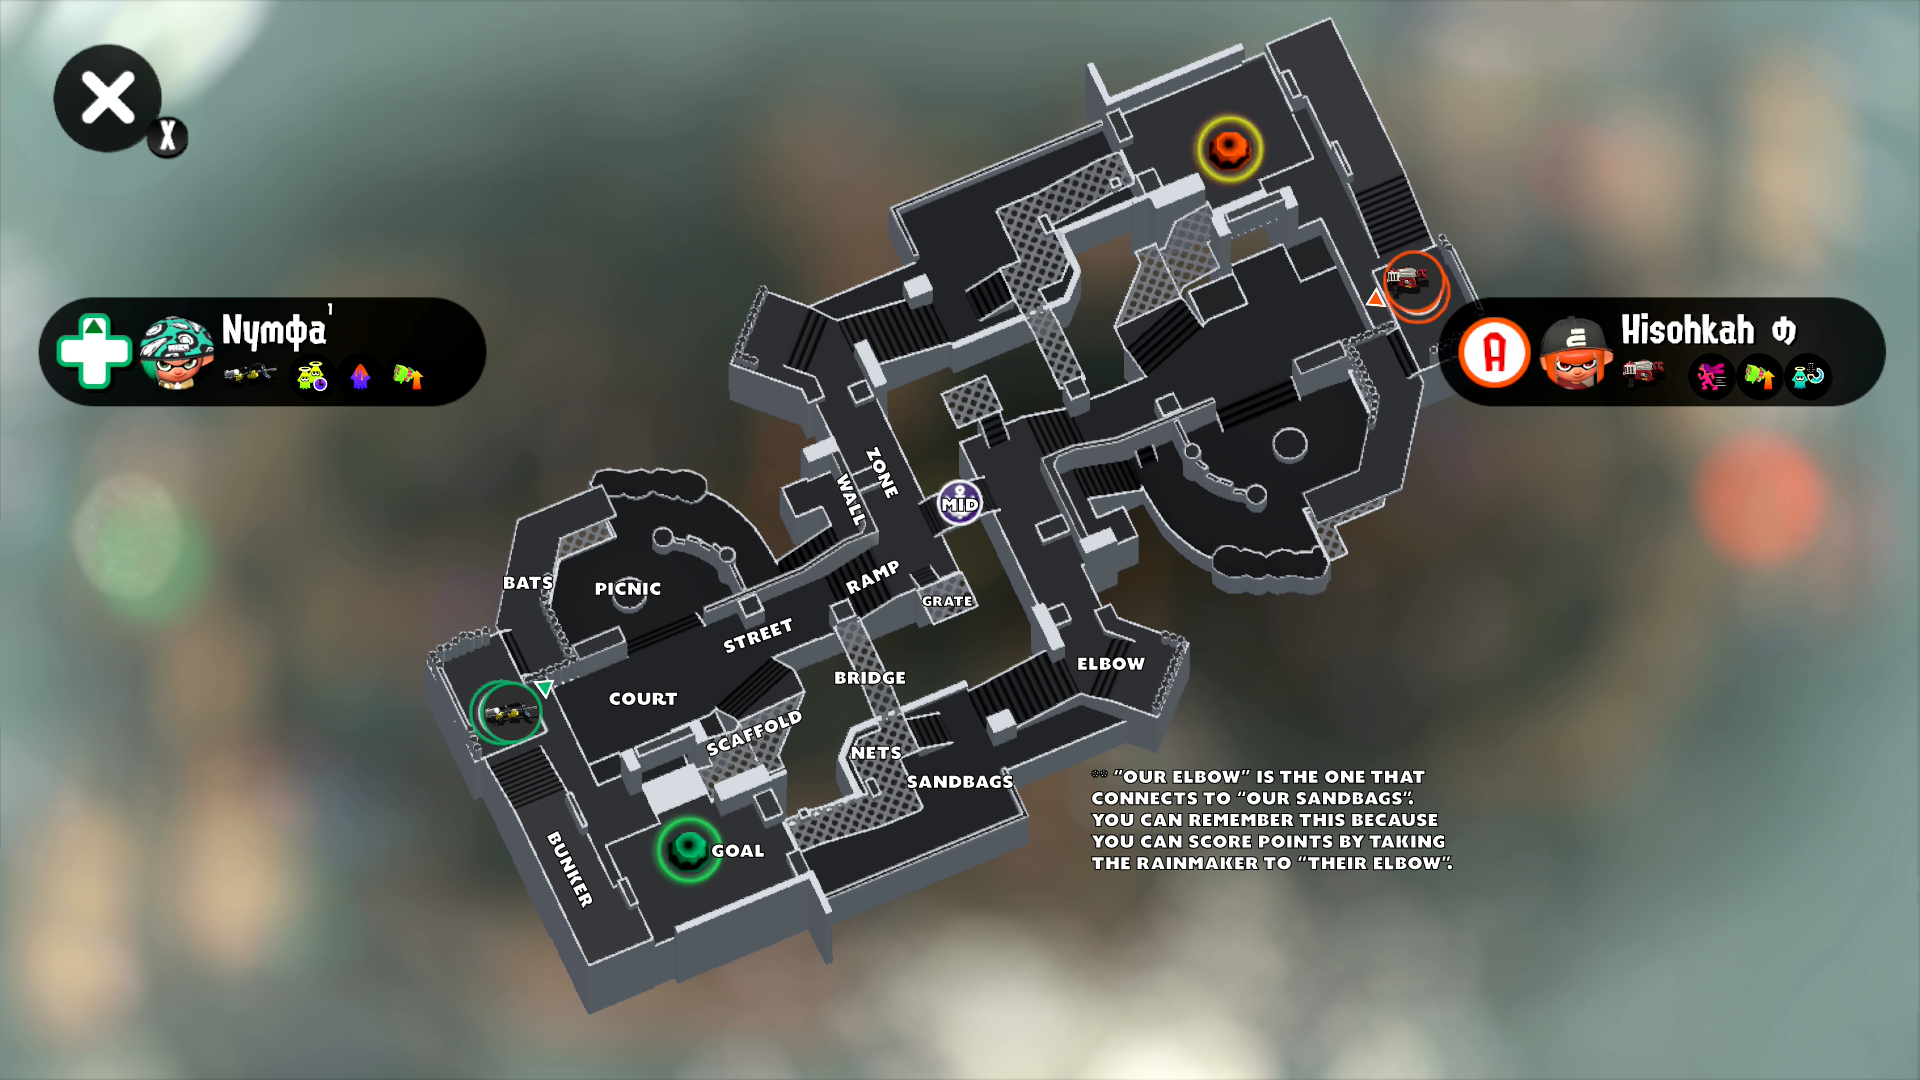 X
Nymфa'
Hisohkah の
A
ZONE
WALL
MID
RAMP
BATS
PICNIC
GRATE
STREET
BRIDGE
ELBOW
COURT
SCAFFOLD
NETS
SANDBAGS
BUNKER
GOAL
"OUR ELBOW" IS THE ONE THAT
CONNECTS TO "OUR SANDBAGS".
YOU CAN REMEMBER THIS BECAUSE
YOU CAN SCORE POINTS BY TAKING
THE RAINMAKER TO "THEIR ELBOW".